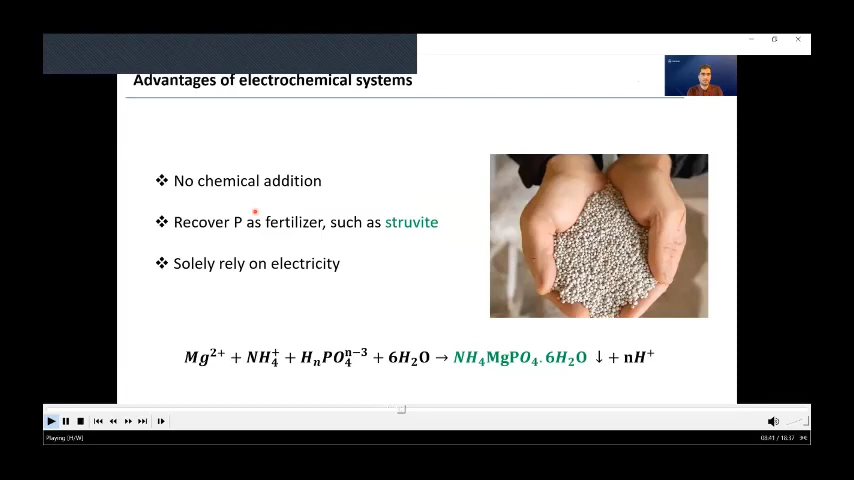 Advantages of electrochemical systems
❖ No chemical addition
❖ Recover P as fertilizer, such as struvite
❖ Solely rely on electricity
Mg²⁺ + NH₄⁺ + HₙPO₄ⁿ⁻³ + 6H₂O → NH₄MgPO₄·6H₂O ↓ + nH⁺
Playing [H/W]
08:41 / 18:37